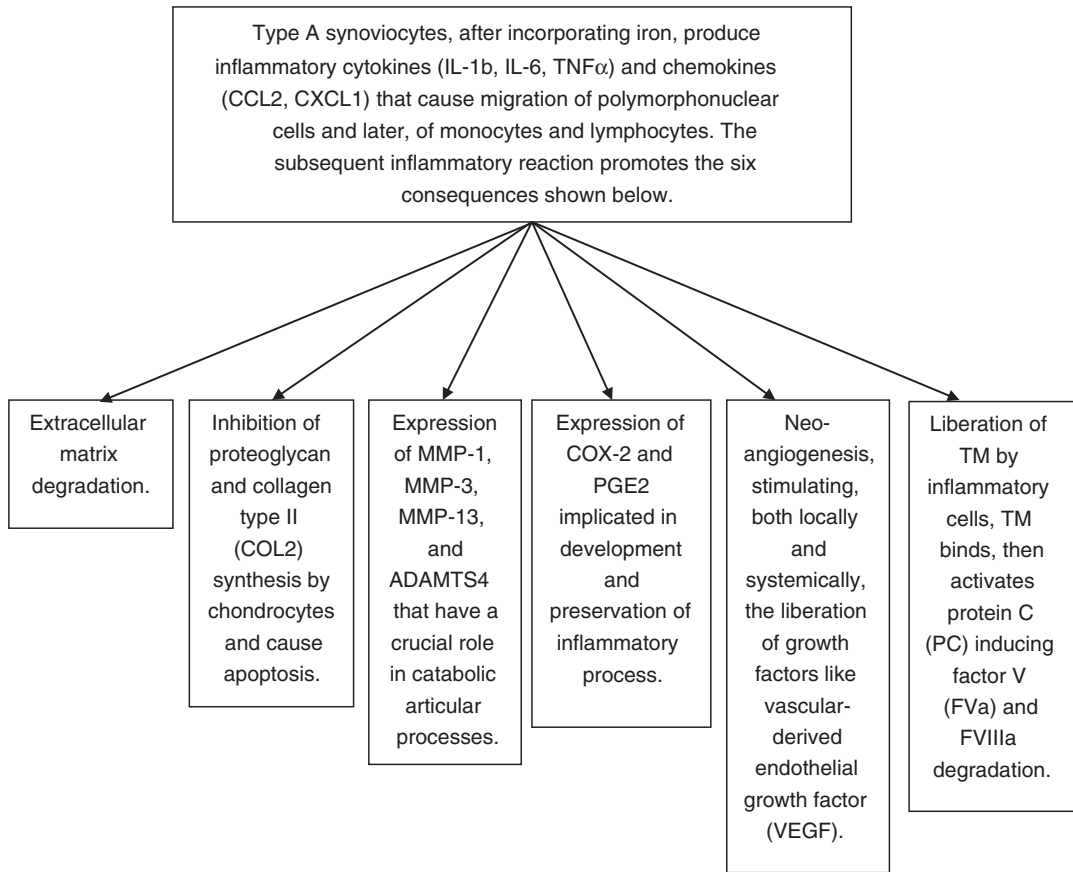 Type A synoviocytes, after incorporating iron, produce
inflammatory cytokines (IL-1b, IL-6, TNFα) and chemokines
(CCL2, CXCL1) that cause migration of polymorphonuclear
cells and later, of monocytes and lymphocytes. The
subsequent inflammatory reaction promotes the six
consequences shown below.
Extracellular
matrix
degradation.
Inhibition of
proteoglycan
and collagen
type II
(COL2)
synthesis by
chondrocytes
and cause
apoptosis.
Expression
of MMP-1,
MMP-3,
MMP-13,
and
ADAMTS4
that have a
crucial role
in catabolic
articular
processes.
Expression of
COX-2 and
PGE2
implicated in
development
and
preservation of
inflammatory
process.
Neo-
angiogenesis,
stimulating,
both locally
and
systemically,
the liberation
of growth
factors like
vascular-
derived
endothelial
growth factor
(VEGF).
Liberation of
TM by
inflammatory
cells, TM
binds, then
activates
protein C
(PC) inducing
factor V
(FVa) and
FVIIIa
degradation.